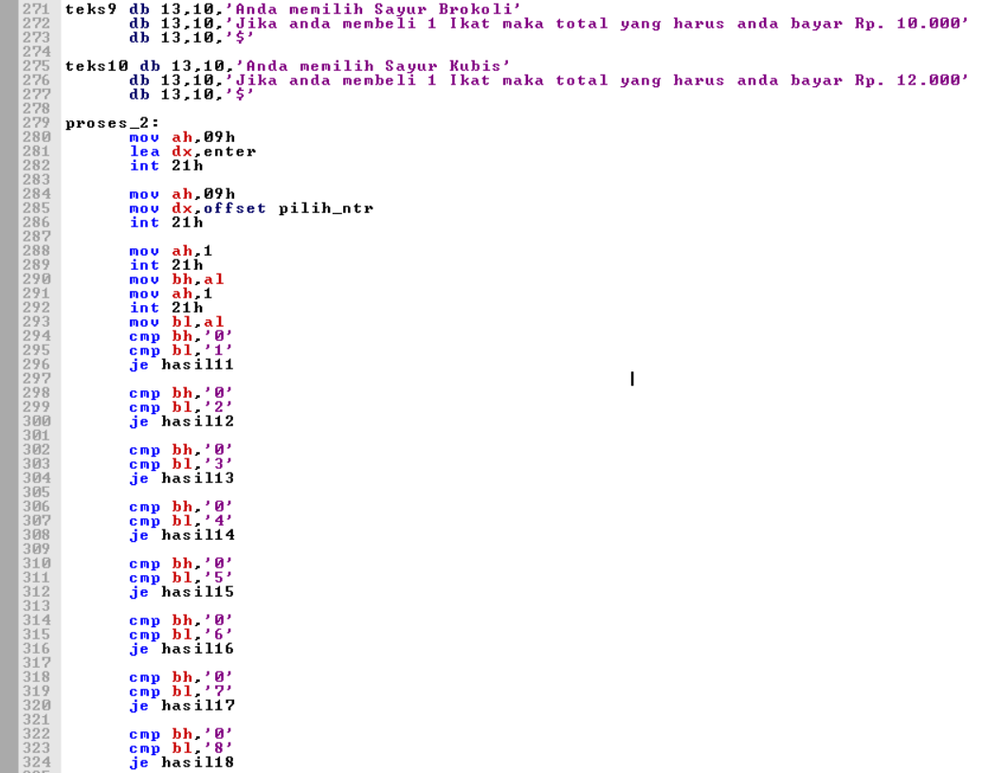 271 teks9 db 13,10,'Anda memilih Sayur Brokoli'
272 db 13,10,'Jika anda membeli 1 Ikat maka total yang harus anda bayar Rp. 10.000'
273 db 13,10,'$'
274
275 teks10 db 13,10,'Anda memilih Sayur Kubis'
276 db 13,10,'Jika anda membeli 1 Ikat maka total yang harus anda bayar Rp. 12.000'
277 db 13,10,'$'
278
279 proses_2:
280 mov ah,09h
281 lea dx,enter
282 int 21h
283
284 mov ah,09h
285 mov dx,offset pilih_ntr
286 int 21h
287
288 mov ah,1
289 int 21h
290 mov bh,al
291 mov ah,1
292 int 21h
293 mov bl,al
294 cmp bh,'0'
295 cmp bl,'1'
296 je hasil11
297
298 cmp bh,'0'
299 cmp bl,'2'
300 je hasil12
301
302 cmp bh,'0'
303 cmp bl,'3'
304 je hasil13
305
306 cmp bh,'0'
307 cmp bl,'4'
308 je hasil14
309
310 cmp bh,'0'
311 cmp bl,'5'
312 je hasil15
313
314 cmp bh,'0'
315 cmp bl,'6'
316 je hasil16
317
318 cmp bh,'0'
319 cmp bl,'7'
320 je hasil17
321
322 cmp bh,'0'
323 cmp bl,'8'
324 je hasil18